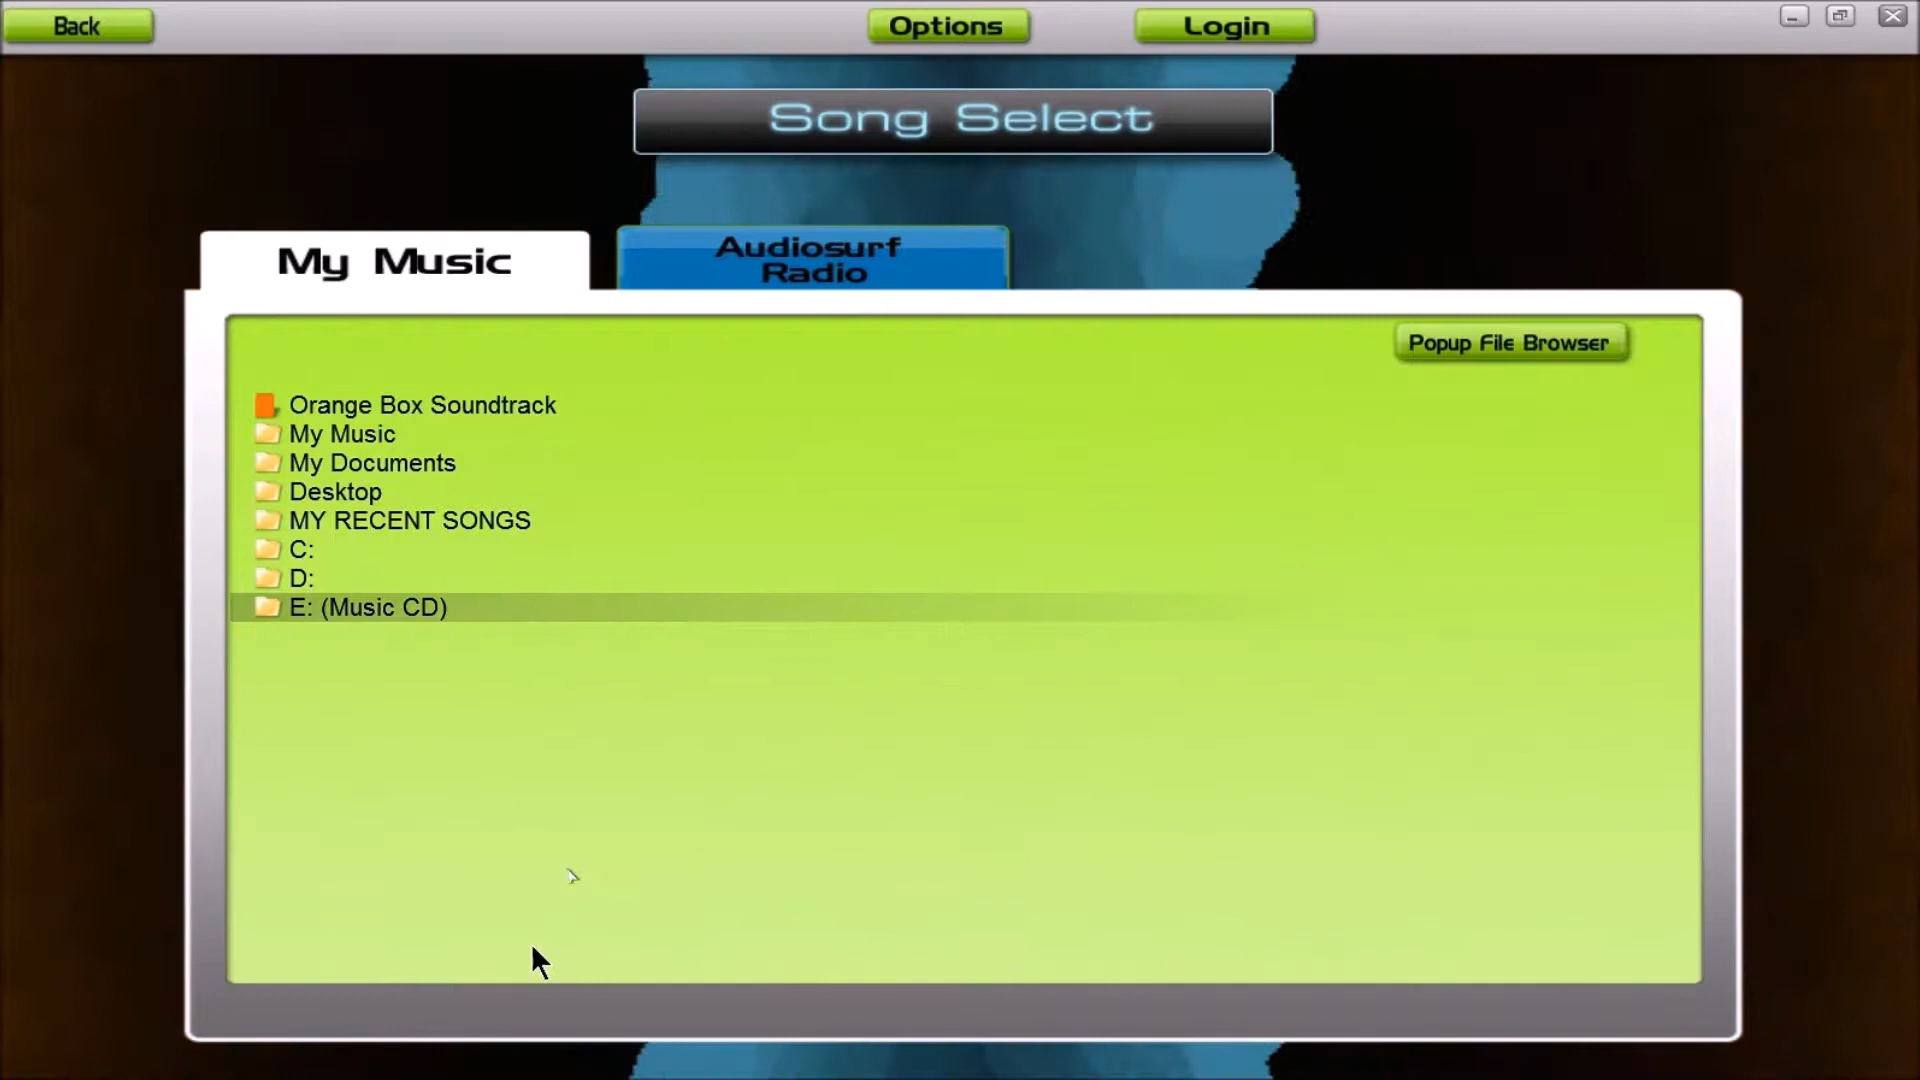 Back
Options
Login
Song Select
My Music
Audiosurf
Radio
Popup File Browser
Orange Box Soundtrack
My Music
My Documents
Desktop
MY RECENT SONGS
C:
D:
E: (Music CD)